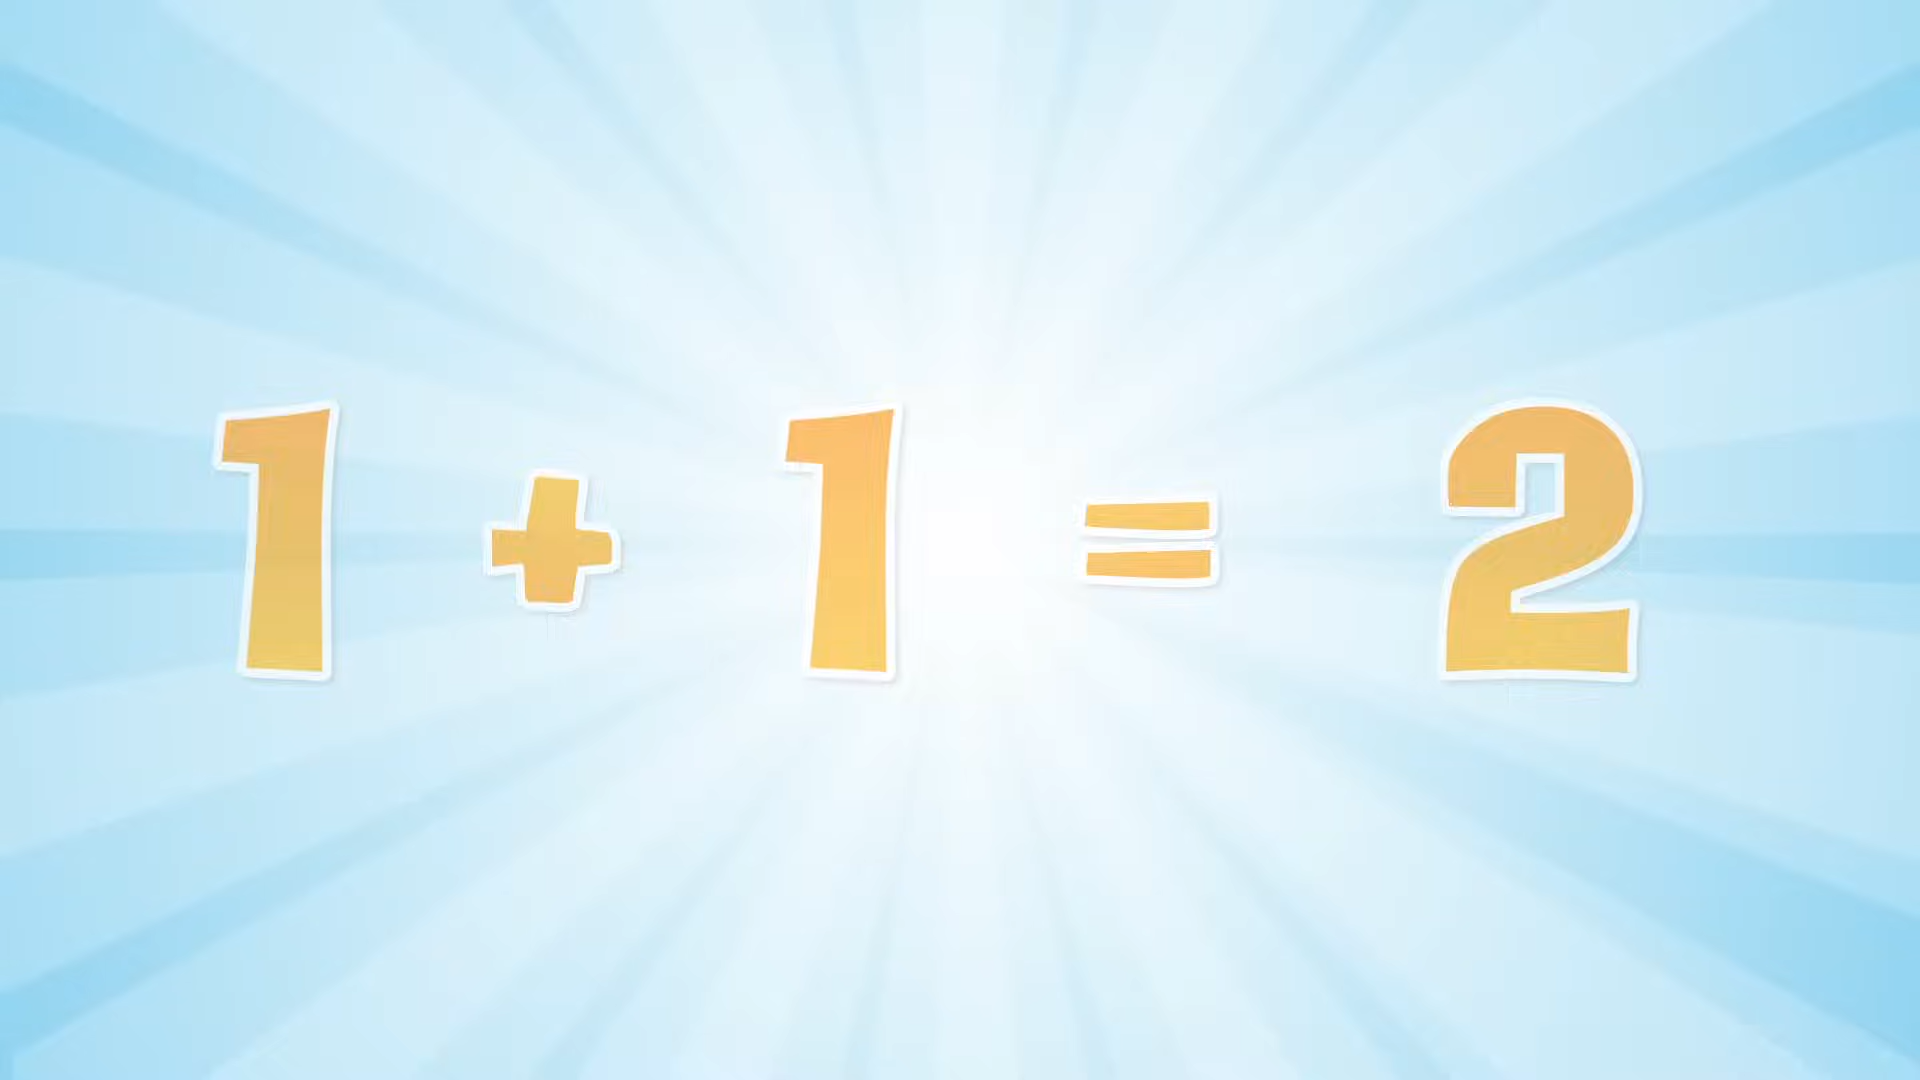 1 + 1 = 2